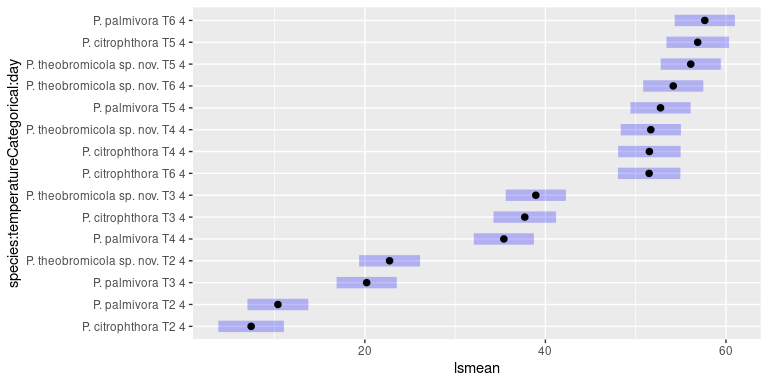 species:temperatureCategorical:day
P. palmivora T6 4
P. citrophthora T5 4
P. theobromicola sp. nov. T5 4
P. theobromicola sp. nov. T6 4
P. palmivora T5 4
P. theobromicola sp. nov. T4 4
P. citrophthora T4 4
P. citrophthora T6 4
P. theobromicola sp. nov. T3 4
P. citrophthora T3 4
P. palmivora T4 4
P. theobromicola sp. nov. T2 4
P. palmivora T3 4
P. palmivora T2 4
P. citrophthora T2 4
20 40 60
lsmean